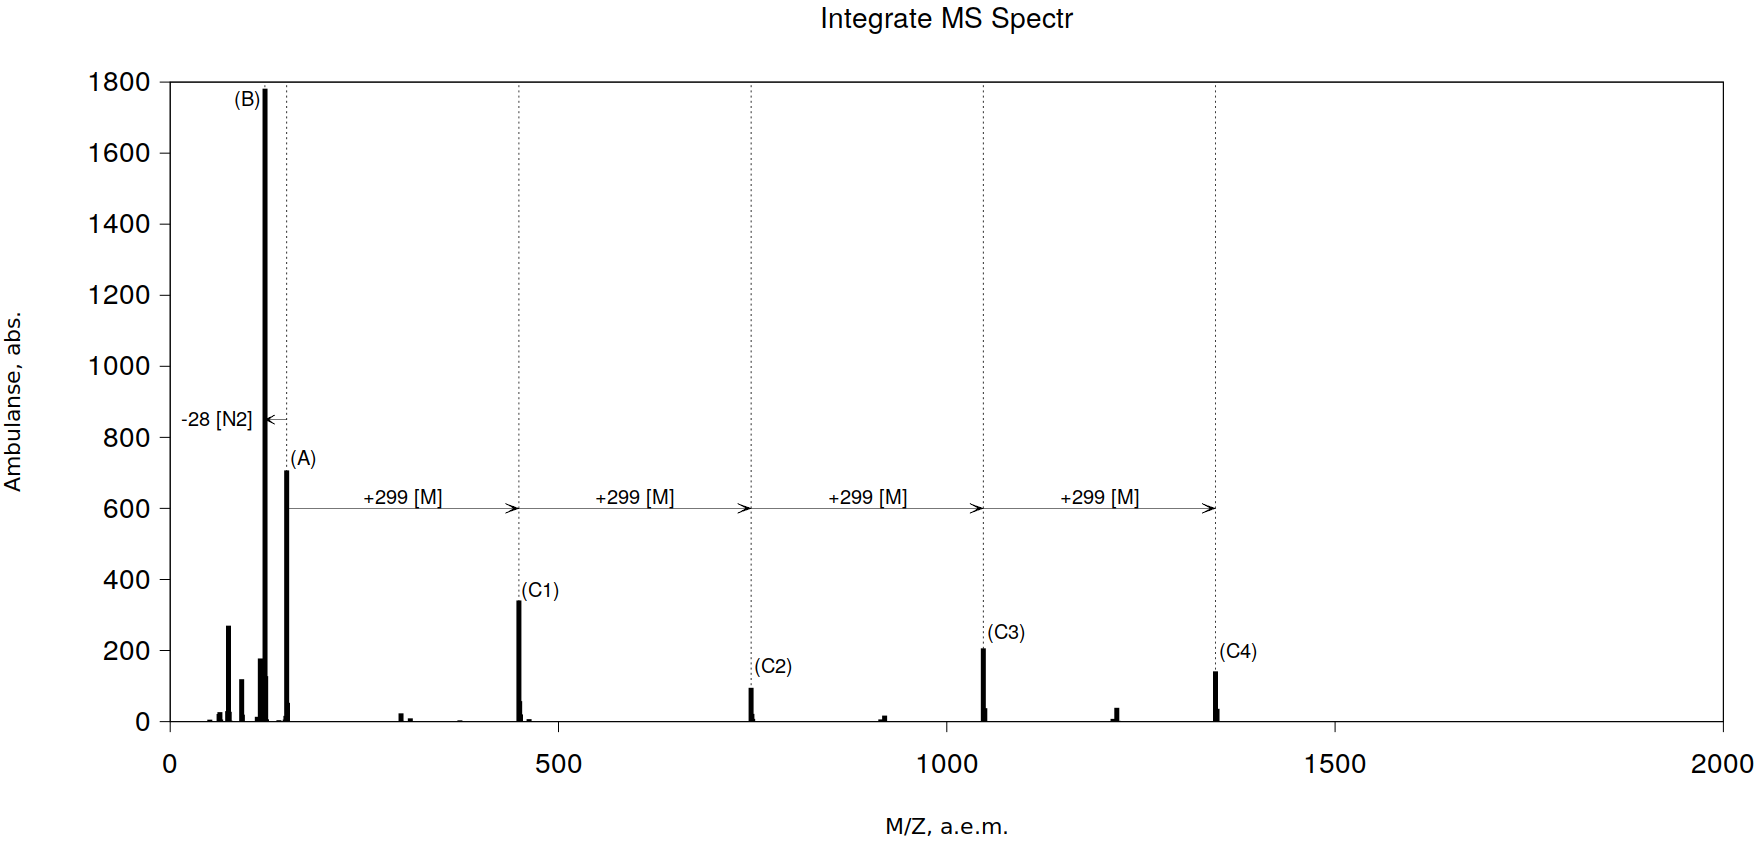 Integrate MS Spectr
1800
(B)
1600
1400
1200
1000
Ambulanse, abs.
-28 [N2]
800
(A)
+299 [M] +299 [M] +299 [M] +299 [M]
600
(C1)
400
(C3)
(C4)
200
(C2)
0
0 500 1000 1500 2000
M/Z, a.e.m.